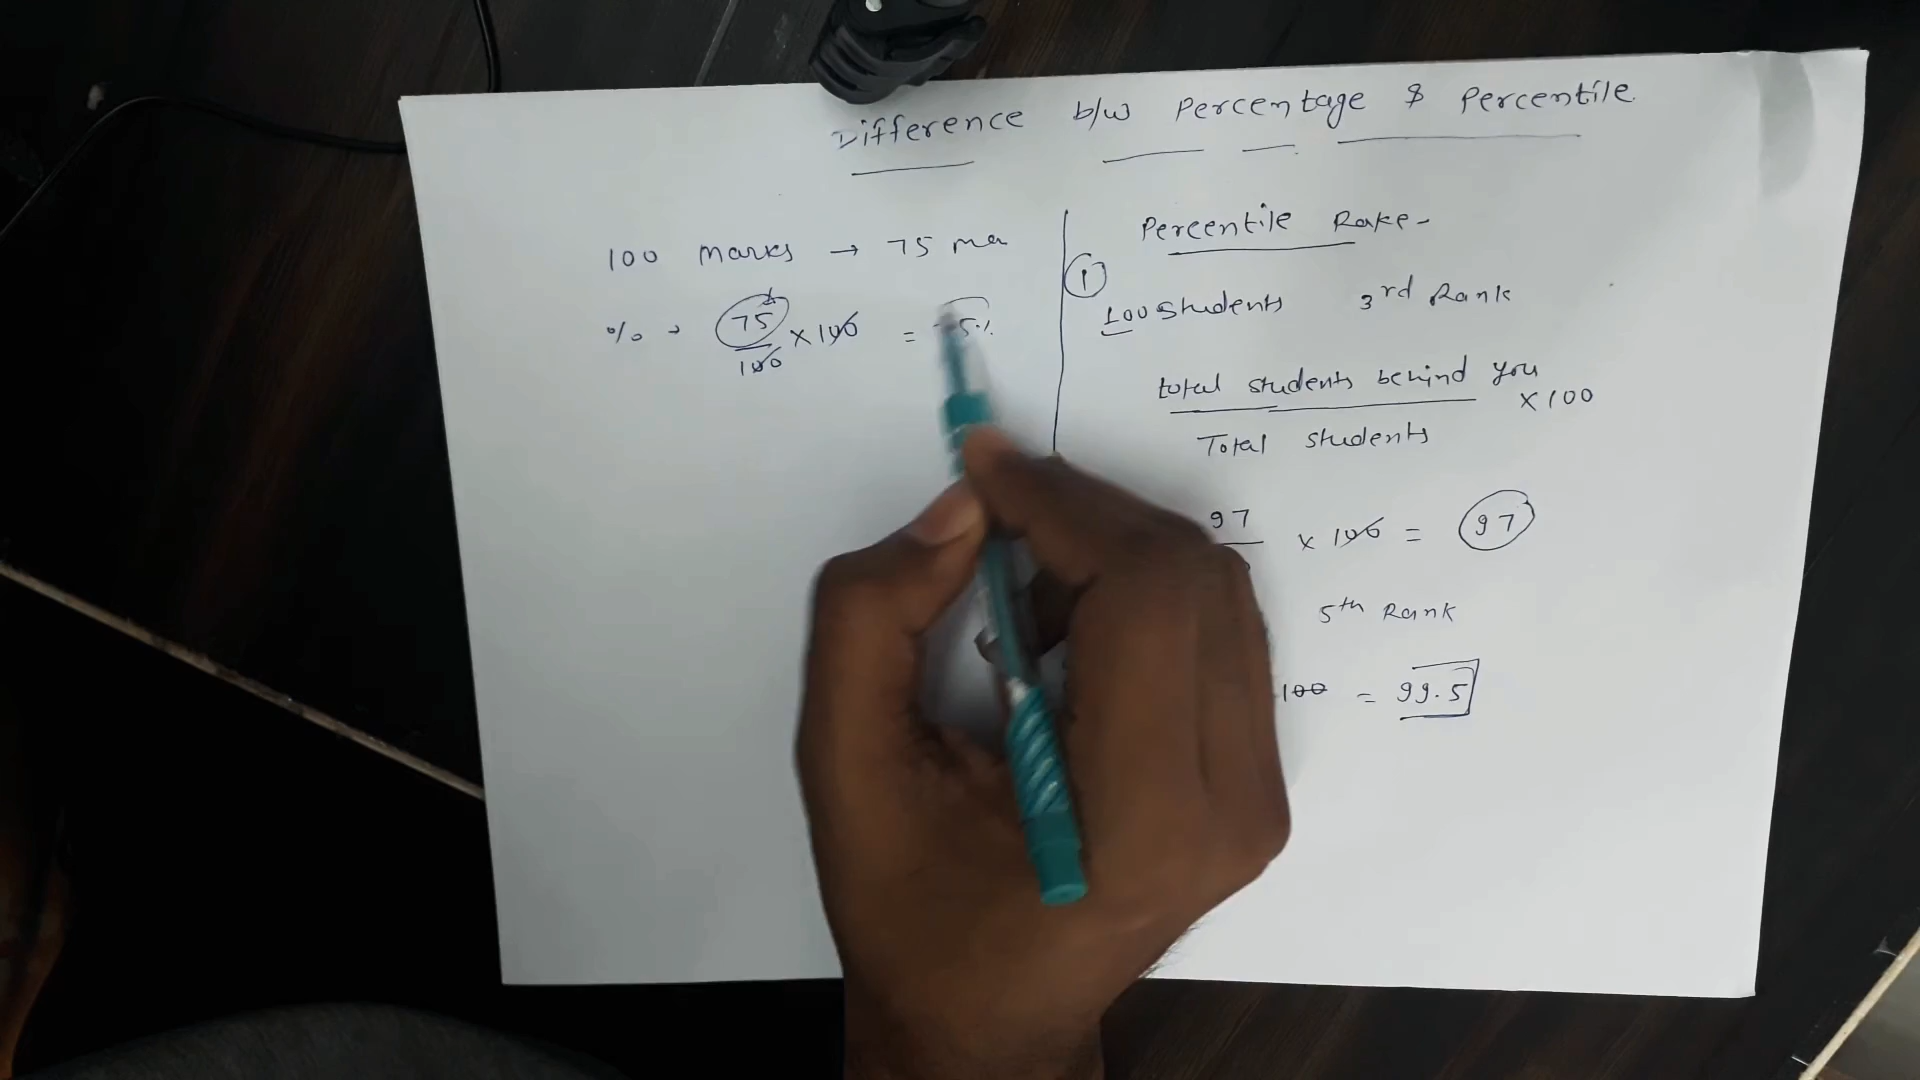 Difference b/w Percentage & Percentile.
100 marks → 75 ma
% → 75/100 × 100 =
Percentile Rake-
① 100 students 3rd Rank
total students behind you × 100
Total students
97 × 100 = 97
5th Rank
100 = 99.5